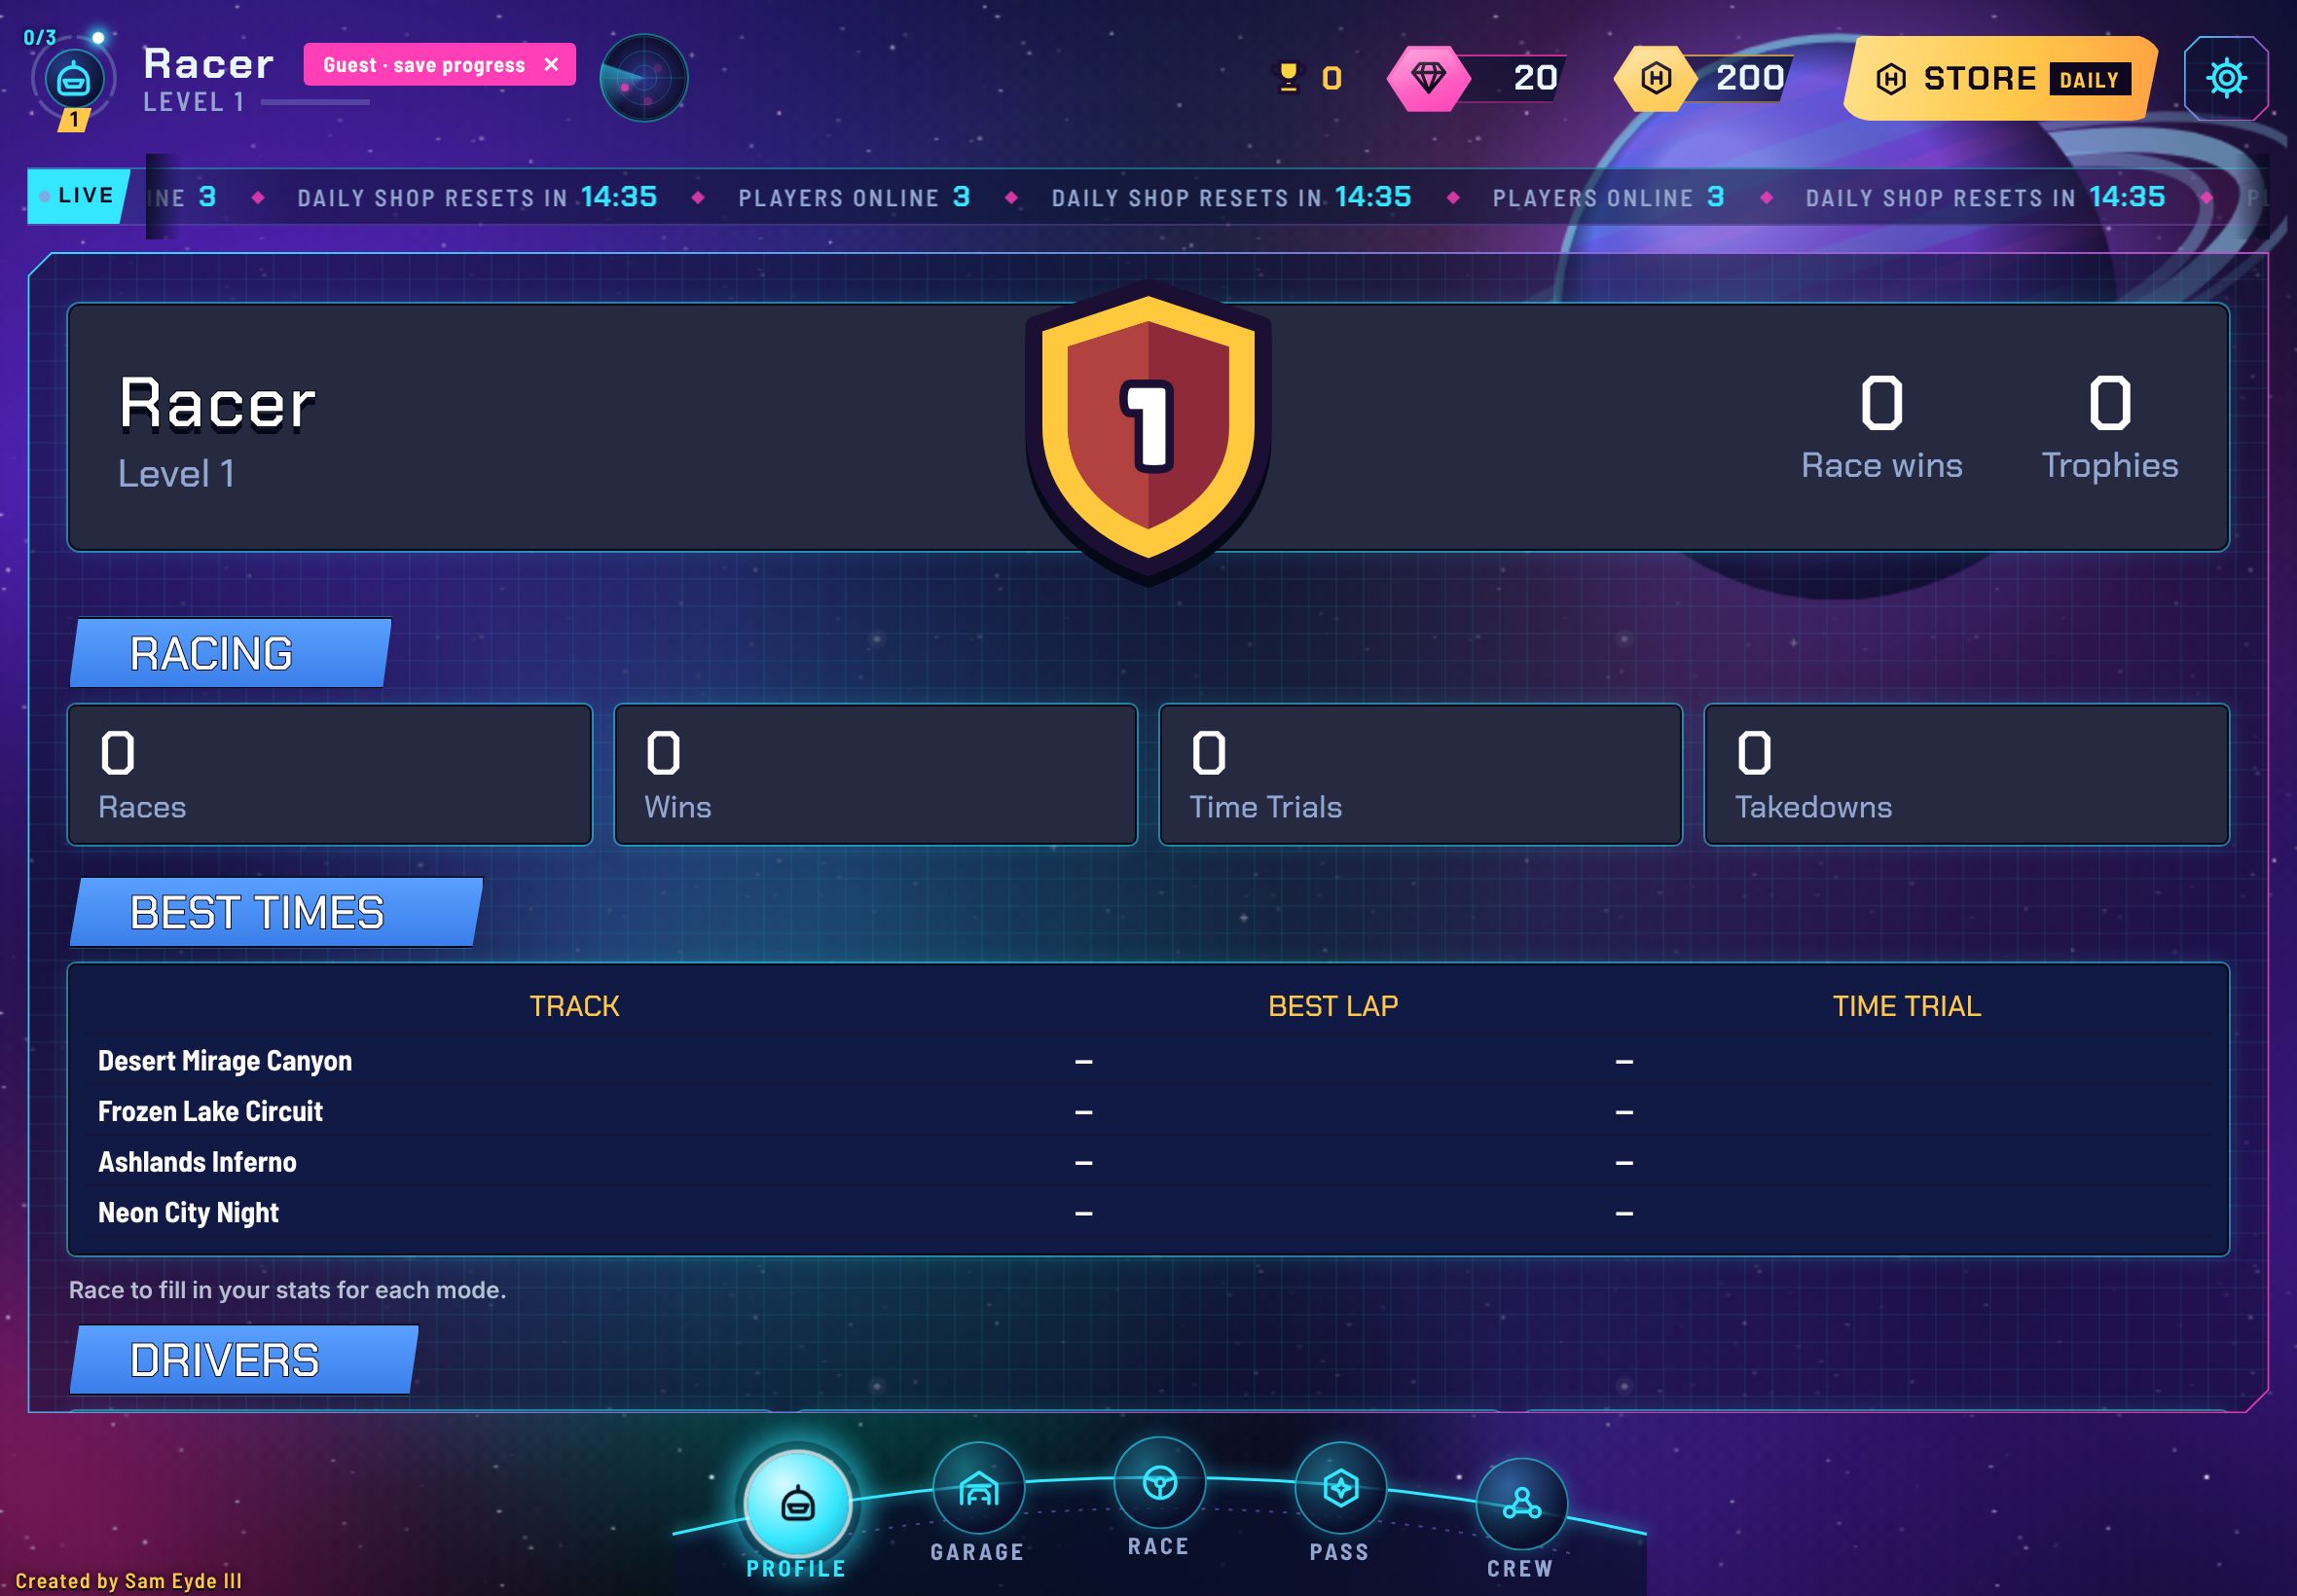 0/3
1
Racer
LEVEL 1
Guest · save progress ✕
0
20
200
STORE DAILY
LIVE
INE 3 ◆ DAILY SHOP RESETS IN 14:35 ◆ PLAYERS ONLINE 3 ◆ DAILY SHOP RESETS IN 14:35 ◆ PLAYERS ONLINE 3 ◆ DAILY SHOP RESETS IN 14:35 ◆ PL
Racer
Level 1
1
0
Race wins
0
Trophies
RACING
0
Races
0
Wins
0
Time Trials
0
Takedowns
BEST TIMES
TRACK BEST LAP TIME TRIAL
Desert Mirage Canyon – –
Frozen Lake Circuit – –
Ashlands Inferno – –
Neon City Night – –
Race to fill in your stats for each mode.
DRIVERS
PROFILE
GARAGE
RACE
PASS
CREW
Created by Sam Eyde III